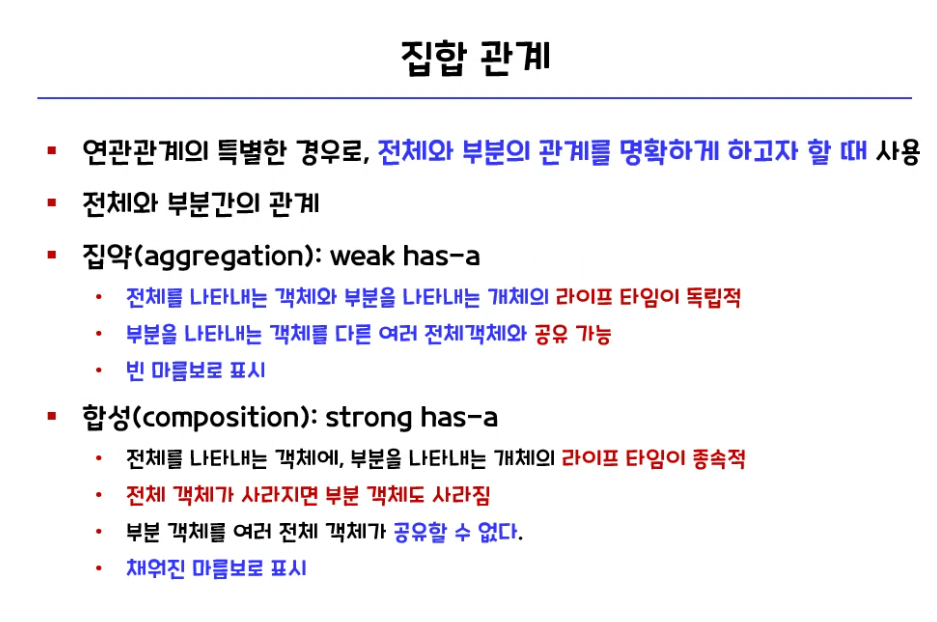 집합 관계
연관관계의 특별한 경우로, 전체와 부분의 관계를 명확하게 하고자 할 때 사용
전체와 부분간의 관계
집약(aggregation): weak has-a
전체를 나타내는 객체와 부분을 나타내는 개체의 라이프 타임이 독립적
부분을 나타내는 객체를 다른 여러 전체객체와 공유 가능
빈 마름보로 표시
합성(composition): strong has-a
전체를 나타내는 객체에, 부분을 나타내는 개체의 라이프 타임이 종속적
전체 객체가 사라지면 부분 객체도 사라짐
부분 객체를 여러 전체 객체가 공유할 수 없다.
채워진 마름보로 표시